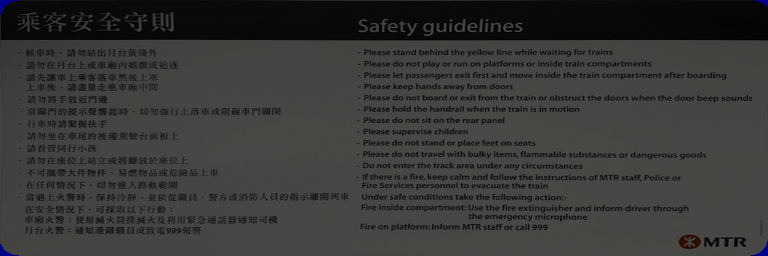 乘客安全守則
· 候車時，請勿站出月台黃綫外
· 請勿在月台上或車廂內嬉戲或追逐
· 請先讓車上乘客落車然後上車
上車後，請盡量走進車廂中間
· 請勿將手放近門邊
· 當關門的提示聲響起時，切勿強行上落車或阻礙車門關閉
· 行車時請緊握扶手
· 請勿坐在車尾的後備駕駛台面板上
· 請看管同行小孩
· 請勿在座位上站立或將腳放於座位上
· 不可攜帶大件物件、易燃物品或危險品上車
· 在任何情況下，切勿進入路軌範圍
· 當遇上火警時，保持冷靜，並依從職員、警方或消防人員的指示離開列車
在安全情況下，可採取以下行動：
車廂火警：使用滅火筒撲滅火及利用緊急通話器通知司機
月台火警：通知港鐵職員或致電999報警
Safety guidelines
- Please stand behind the yellow line while waiting for trains
- Please do not play or run on platforms or inside train compartments
- Please let passengers exit first and move inside the train compartment after boarding
- Please keep hands away from doors
- Please do not board or exit from the train or obstruct the doors when the door beep sounds
- Please hold the handrail when the train is in motion
- Please do not sit on the rear panel
- Please supervise children
- Please do not stand or place feet on seats
- Please do not travel with bulky items, flammable substances or dangerous goods
- Do not enter the track area under any circumstances
- If there is a fire, keep calm and follow the instructions of MTR staff, Police or
Fire Services personnel to evacuate the train
Under safe conditions take the following action:-
Fire inside compartment: Use the fire extinguisher and inform driver through
the emergency microphone
Fire on platform: Inform MTR staff or call 999
MTR